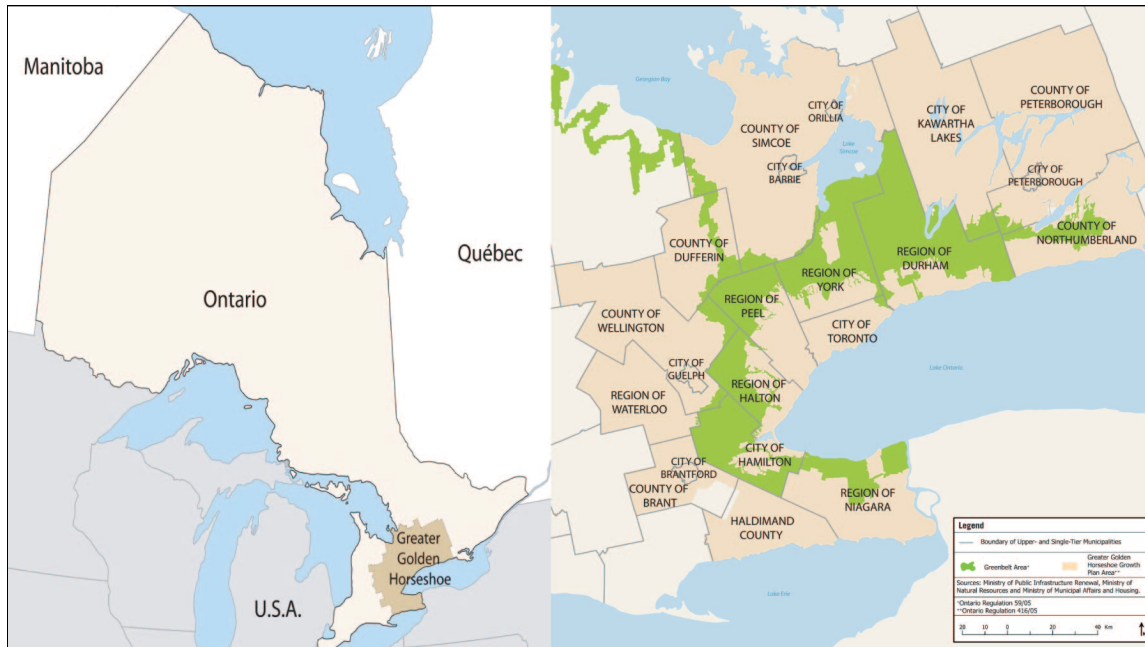 Manitoba
Ontario
Québec
Greater
Golden
Horseshoe
U.S.A.
Georgian Bay
COUNTY OF
SIMCOE
CITY OF
ORILLIA
Lake
Simcoe
CITY OF
BARRIE
CITY OF
KAWARTHA
LAKES
COUNTY OF
PETERBOROUGH
CITY OF
PETERBOROUGH
COUNTY OF
NORTHUMBERLAND
COUNTY OF
DUFFERIN
REGION OF
YORK
REGION OF
DURHAM
REGION OF
PEEL
COUNTY OF
WELLINGTON
CITY OF
TORONTO
CITY OF
GUELPH
REGION OF
WATERLOO
REGION OF
HALTON
Lake Ontario
CITY OF
HAMILTON
CITY OF
BRANTFORD
COUNTY OF
BRANT
REGION OF
NIAGARA
HALDIMAND
COUNTY
Lake Erie
Legend
Boundary of Upper- and Single-Tier Municipalities
Greenbelt Area*
Greater Golden
Horseshoe Growth
Plan Area**
Sources: Ministry of Public Infrastructure Renewal, Ministry of
Natural Resources and Ministry of Municipal Affairs and Housing.
*Ontario Regulation 59/05
**Ontario Regulation 416/05
20 10 0 20 40 Km